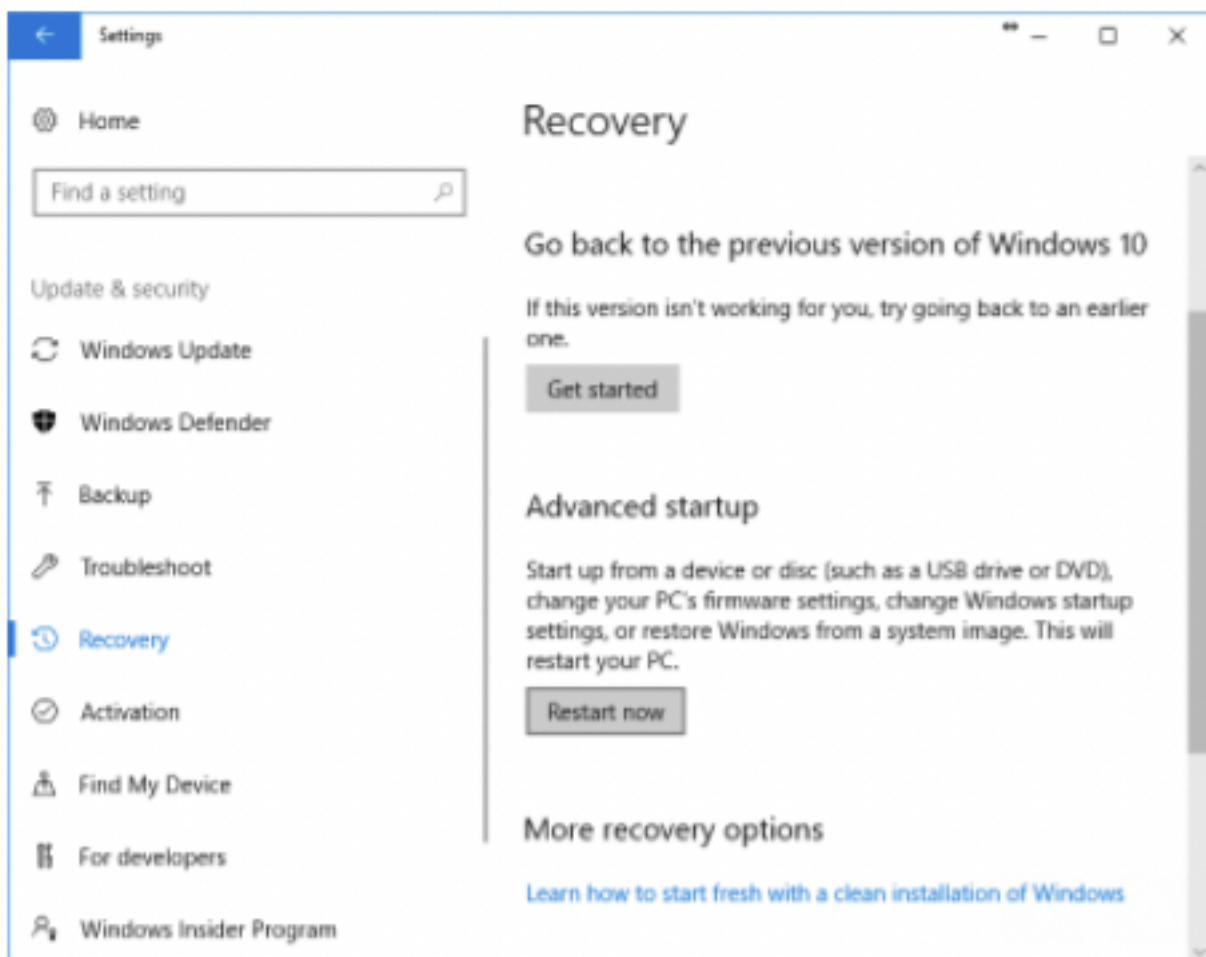 Settings
Home
Find a setting
Update & security
Windows Update
Windows Defender
Backup
Troubleshoot
Recovery
Activation
Find My Device
For developers
Windows Insider Program
Recovery
Go back to the previous version of Windows 10
If this version isn't working for you, try going back to an earlier
one.
Get started
Advanced startup
Start up from a device or disc (such as a USB drive or DVD),
change your PC's firmware settings, change Windows startup
settings, or restore Windows from a system image. This will
restart your PC.
Restart now
More recovery options
Learn how to start fresh with a clean installation of Windows